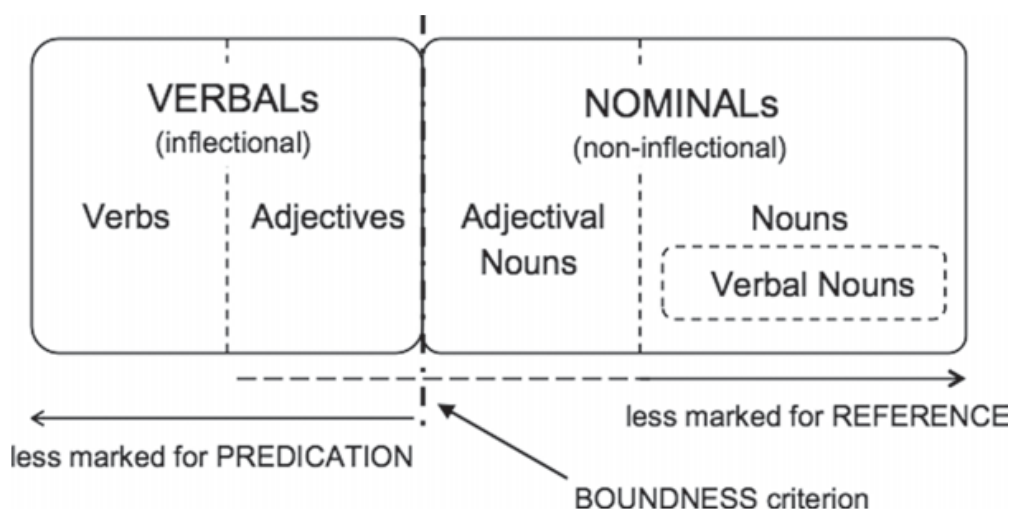 VERBALs
(inflectional)
Verbs
Adjectives
NOMINALs
(non-inflectional)
Adjectival
Nouns
Nouns
Verbal Nouns
less marked for REFERENCE
less marked for PREDICATION
BOUNDNESS criterion